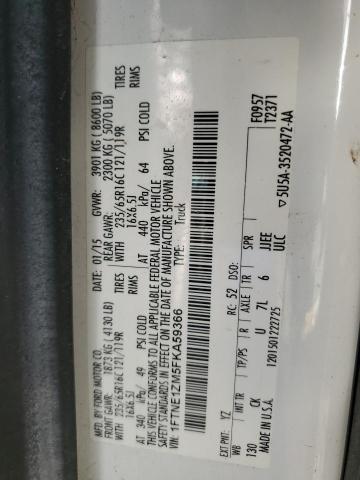 MFD. BY FORD MOTOR CO.
DATE: 01/15 GVWR: 3901 KG ( 8600 LB)
FRONT GAWR: 1873 KG ( 4130 LB) REAR GAWR: 2300 KG ( 5070 LB)
WITH 235/65R16C 121/119R TIRES WITH 235/65R16C 121/119R TIRES
16X6.5J RIMS 16X6.5J RIMS
AT 340 kPa/ 49 PSI COLD AT 440 kPa/ 64 PSI COLD
THIS VEHICLE CONFORMS TO ALL APPLICABLE FEDERAL MOTOR VEHICLE
SAFETY STANDARDS IN EFFECT ON THE DATE OF MANUFACTURE SHOWN ABOVE.
VIN: 1FTNE1ZM5FKA59366
TYPE: Truck
F0957
T2371
EXT PNT: YZ RC: 52 DSO:
WB INT TR TP/PS R AXLE TR SPR
130 CK U 7L 6 JJEE
ULC
MADE IN U.S.A. 1201501222725 ▽ 5U5A-3520472-AA